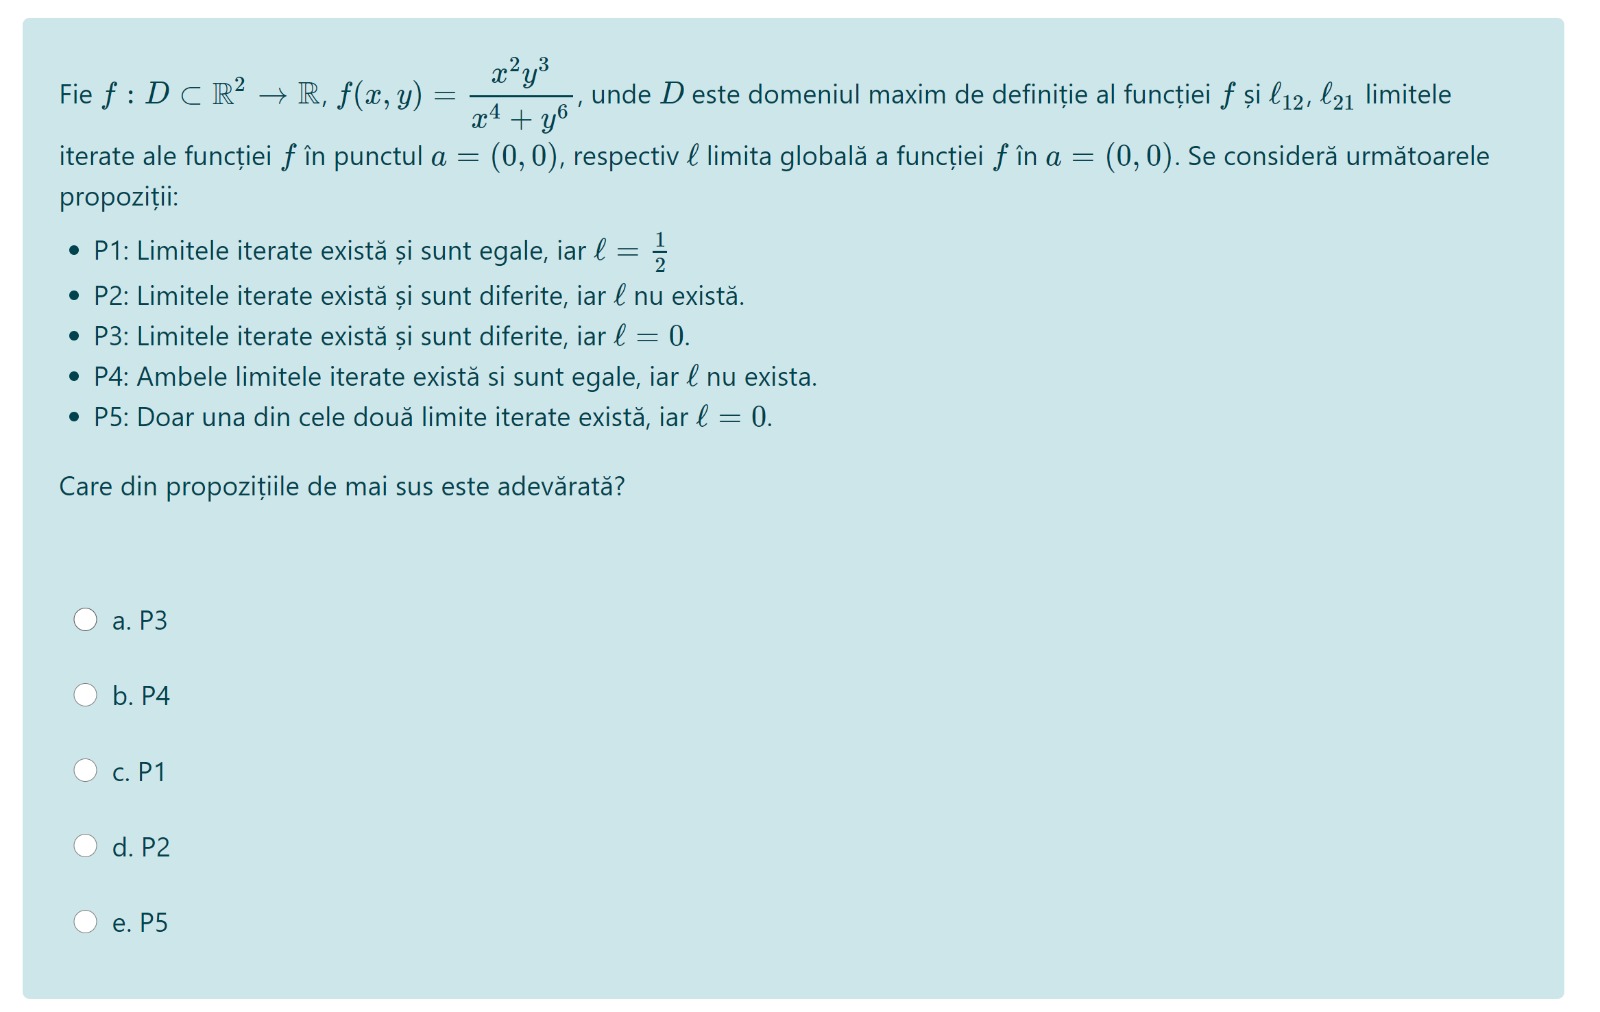 Fie $f : D \subset \mathbb{R}^2 \to \mathbb{R}$, $f(x, y) = \dfrac{x^2 y^3}{x^4 + y^6}$, unde $D$ este domeniul maxim de definiție al funcției $f$ și $\ell_{12}, \ell_{21}$ limitele
iterate ale funcției $f$ în punctul $a = (0, 0)$, respectiv $\ell$ limita globală a funcției $f$ în $a = (0, 0)$. Se consideră următoarele
propoziții:
• P1: Limitele iterate există și sunt egale, iar $\ell = \frac{1}{2}$
• P2: Limitele iterate există și sunt diferite, iar $\ell$ nu există.
• P3: Limitele iterate există și sunt diferite, iar $\ell = 0$.
• P4: Ambele limitele iterate există si sunt egale, iar $\ell$ nu exista.
• P5: Doar una din cele două limite iterate există, iar $\ell = 0$.
Care din propozițiile de mai sus este adevărată?
a. P3
b. P4
c. P1
d. P2
e. P5